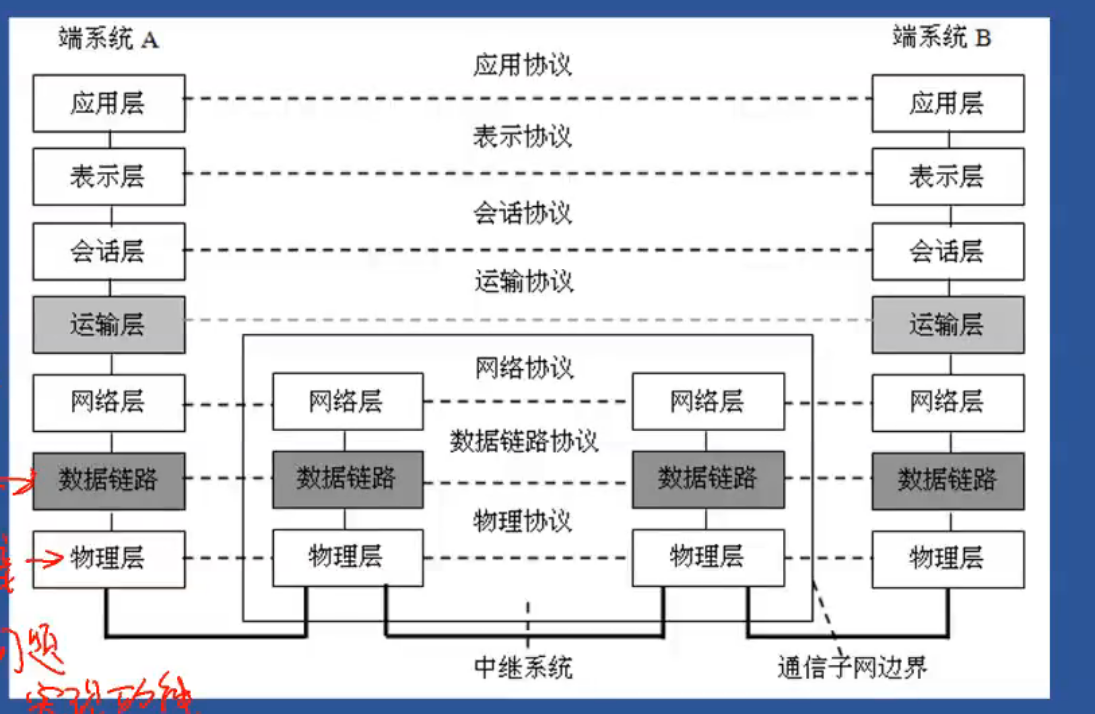 端系统 A
端系统 B
应用协议
应用层
应用层
表示协议
表示层
表示层
会话协议
会话层
会话层
运输协议
运输层
运输层
网络协议
网络层
网络层
网络层
网络层
数据链路协议
数据链路
数据链路
数据链路
数据链路
物理协议
物理层
物理层
物理层
物理层
中继系统
通信子网边界
问题